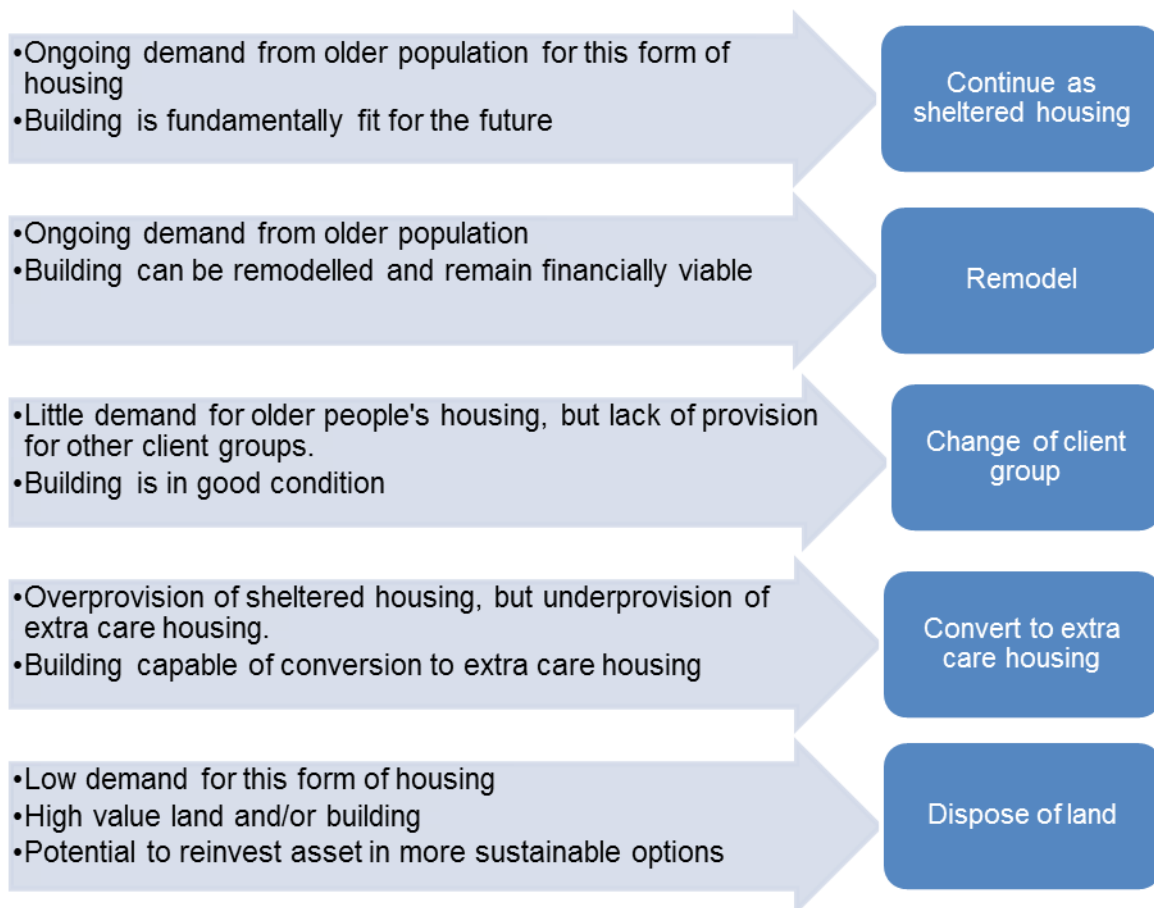 •Ongoing demand from older population for this form of
housing
•Building is fundamentally fit for the future
Continue as
sheltered housing
•Ongoing demand from older population
•Building can be remodelled and remain financially viable
Remodel
•Little demand for older people's housing, but lack of provision
for other client groups.
•Building is in good condition
Change of client
group
•Overprovision of sheltered housing, but underprovision of
extra care housing.
•Building capable of conversion to extra care housing
Convert to extra
care housing
•Low demand for this form of housing
•High value land and/or building
•Potential to reinvest asset in more sustainable options
Dispose of land